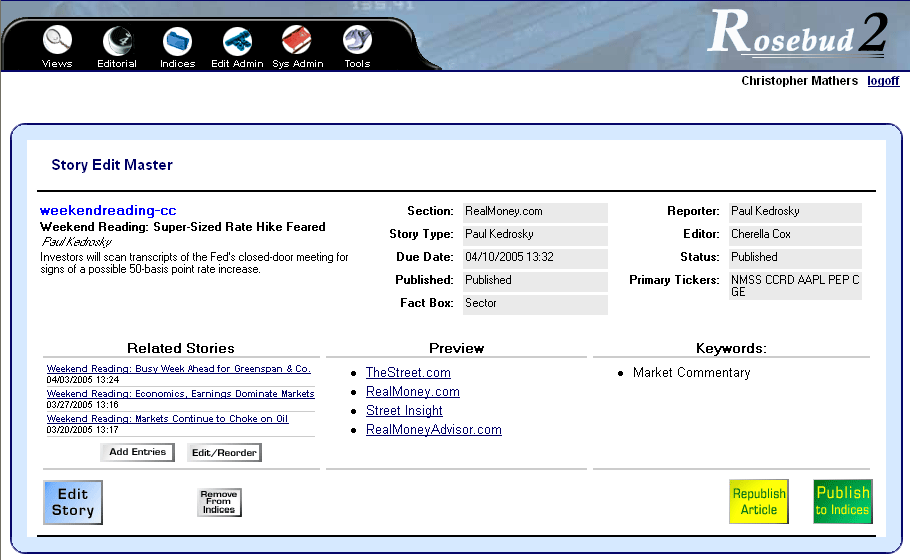 199.41
Rosebud 2
Views Editorial Indices Edit Admin Sys Admin Tools
Christopher Mathers logoff
Story Edit Master
weekendreading-cc
Weekend Reading: Super-Sized Rate Hike Feared
Paul Kedrosky
Investors will scan transcripts of the Fed's closed-door meeting for
signs of a possible 50-basis point rate increase.
Section: RealMoney.com
Story Type: Paul Kedrosky
Due Date: 04/10/2005 13:32
Published: Published
Fact Box: Sector
Reporter: Paul Kedrosky
Editor: Cherella Cox
Status: Published
Primary Tickers: NMSS CCRD AAPL PEP C
GE
Related Stories
Weekend Reading: Busy Week Ahead for Greenspan & Co.
04/03/2005 13:24
Weekend Reading: Economics, Earnings Dominate Markets
03/27/2005 13:16
Weekend Reading: Markets Continue to Choke on Oil
03/20/2005 13:17
Add Entries Edit/Reorder
Preview
TheStreet.com
RealMoney.com
Street Insight
RealMoneyAdvisor.com
Keywords:
Market Commentary
Edit
Story
Remove
From
Indices
Republish
Article
Publish
to Indices